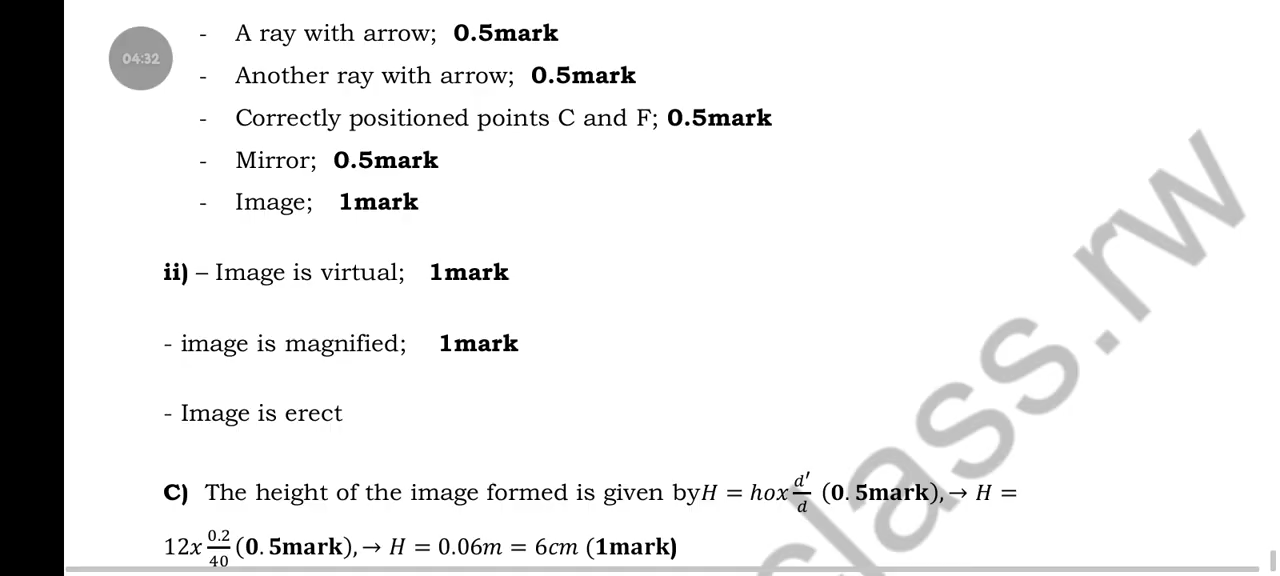 - A ray with arrow; 0.5mark
04:32
- Another ray with arrow; 0.5mark
- Correctly positioned points C and F; 0.5mark
- Mirror; 0.5mark
- Image; 1mark
ii) – Image is virtual; 1mark
- image is magnified; 1mark
- Image is erect
C) The height of the image formed is given byH = hox d′/d (0.5mark),→ H =
12x 0.2/40 (0.5mark),→ H = 0.06m = 6cm (1mark)
class.rw